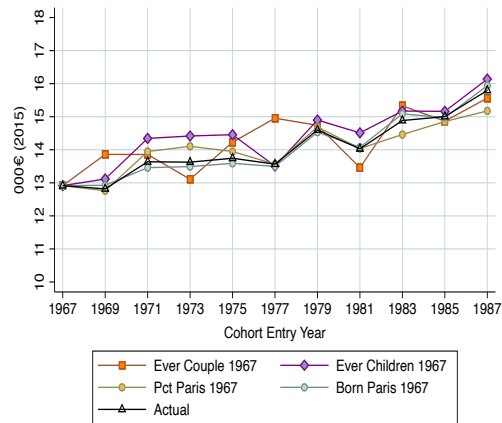 18
17
16
15
14
13
12
11
10
000€ (2015)
1967 1969 1971 1973 1975 1977 1979 1981 1983 1985 1987
Cohort Entry Year
Ever Couple 1967 Ever Children 1967
Pct Paris 1967 Born Paris 1967
Actual